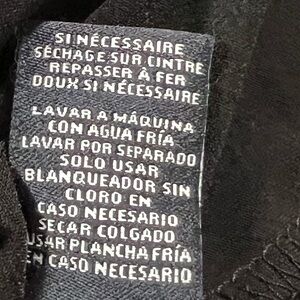 SI NÉCESSAIRE
SÉCHAGE SUR CINTRE
REPASSER À FER
DOUX SI NÉCESSAIRE
LAVAR A MÁQUINA
CON AGUA FRÍA
LAVAR POR SEPARADO
SOLO USAR
BLANQUEADOR SIN
CLORO EN
CASO NECESARIO
SECAR COLGADO
USAR PLANCHA FRÍA
EN CASO NECESARIO